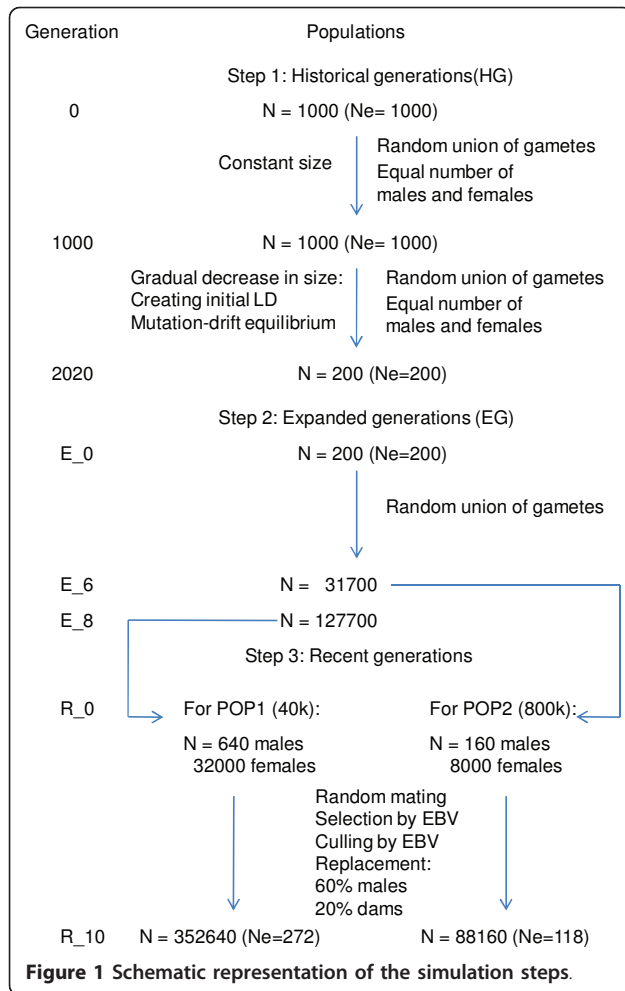 Generation Populations
Step 1: Historical generations(HG)
0 N = 1000 (Ne= 1000)
Constant size
Random union of gametes
Equal number of
males and females
1000 N = 1000 (Ne= 1000)
Gradual decrease in size:
Creating initial LD
Mutation-drift equilibrium
Random union of gametes
Equal number of
males and females
2020 N = 200 (Ne=200)
Step 2: Expanded generations (EG)
E_0 N = 200 (Ne=200)
Random union of gametes
E_6 N = 31700
E_8 N = 127700
Step 3: Recent generations
R_0 For POP1 (40k): For POP2 (800k):
N = 640 males N = 160 males
32000 females 8000 females
Random mating
Selection by EBV
Culling by EBV
Replacement:
60% males
20% dams
R_10 N = 352640 (Ne=272) N = 88160 (Ne=118)
Figure 1 Schematic representation of the simulation steps.